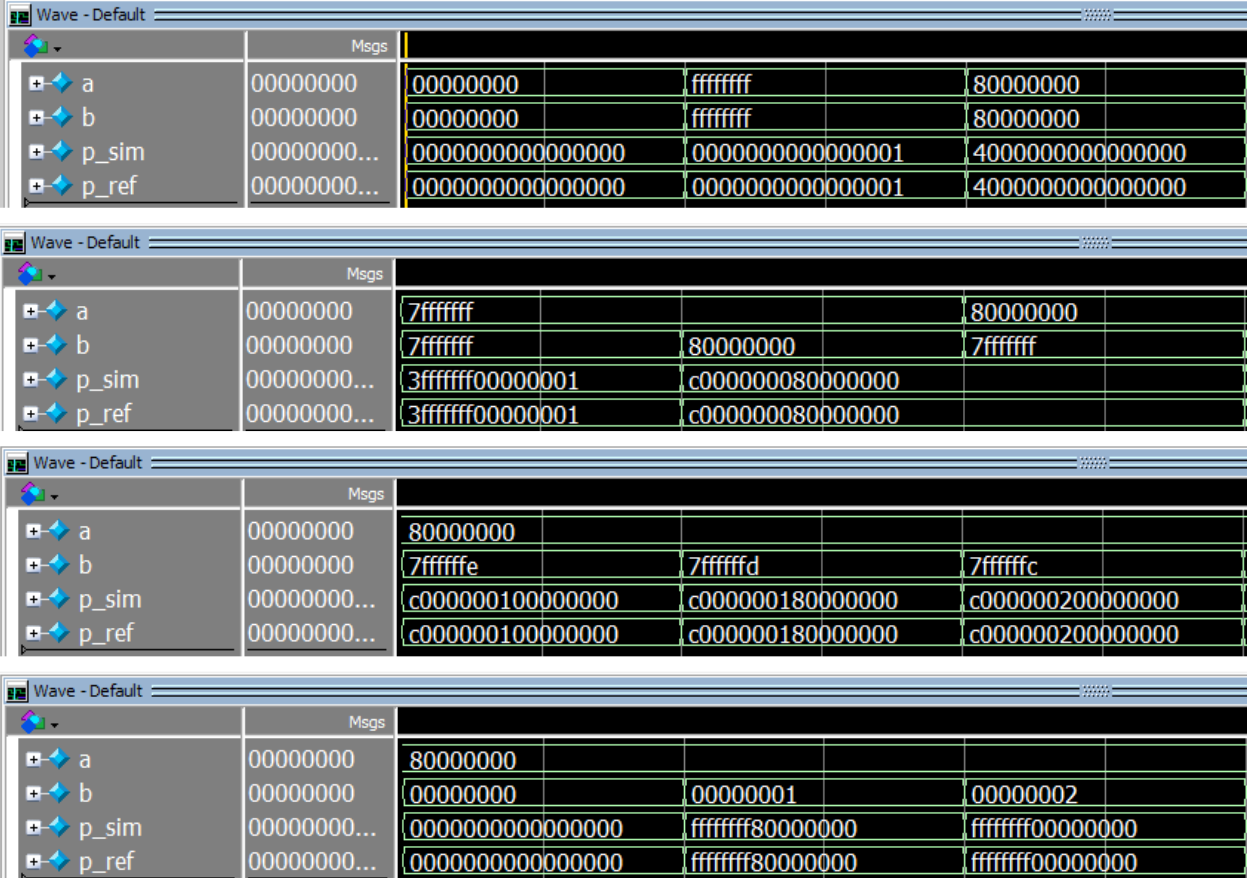 Wave - Default
Msgs
a 00000000 00000000 ffffffff 80000000
b 00000000 00000000 ffffffff 80000000
p_sim 00000000... 0000000000000000 0000000000000001 4000000000000000
p_ref 00000000... 0000000000000000 0000000000000001 4000000000000000
Wave - Default
Msgs
a 00000000 7fffffff 80000000
b 00000000 7fffffff 80000000 7fffffff
p_sim 00000000... 3fffffff00000001 c000000080000000
p_ref 00000000... 3fffffff00000001 c000000080000000
Wave - Default
Msgs
a 00000000 80000000
b 00000000 7ffffffe 7ffffffd 7ffffffc
p_sim 00000000... c000000100000000 c000000180000000 c000000200000000
p_ref 00000000... c000000100000000 c000000180000000 c000000200000000
Wave - Default
Msgs
a 00000000 80000000
b 00000000 00000000 00000001 00000002
p_sim 00000000... 0000000000000000 ffffffff80000000 ffffffff00000000
p_ref 00000000... 0000000000000000 ffffffff80000000 ffffffff00000000